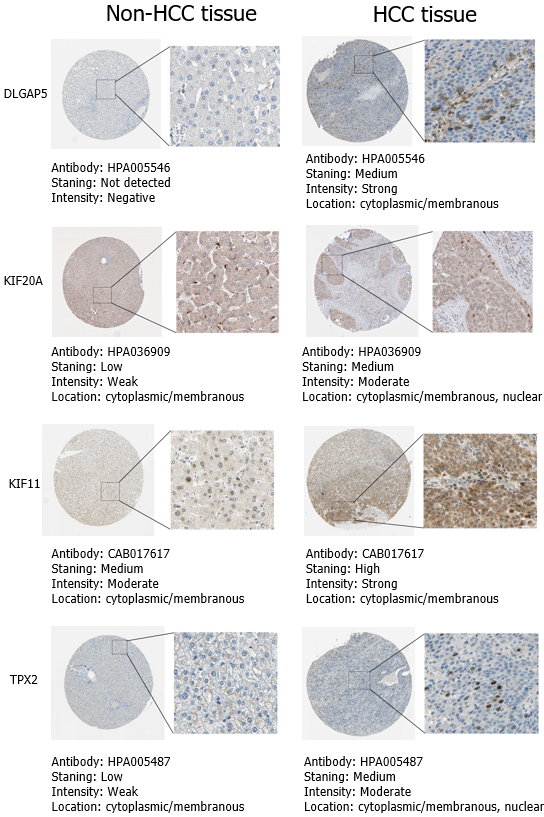 Non-HCC tissue
HCC tissue
DLGAP5
Antibody: HPA005546
Staning: Not detected
Intensity: Negative
Antibody: HPA005546
Staning: Medium
Intensity: Strong
Location: cytoplasmic/membranous
KIF20A
Antibody: HPA036909
Staning: Low
Intensity: Weak
Location: cytoplasmic/membranous
Antibody: HPA036909
Staning: Medium
Intensity: Moderate
Location: cytoplasmic/membranous, nuclear
KIF11
Antibody: CAB017617
Staning: Medium
Intensity: Moderate
Location: cytoplasmic/membranous
Antibody: CAB017617
Staning: High
Intensity: Strong
Location: cytoplasmic/membranous
TPX2
Antibody: HPA005487
Staning: Low
Intensity: Weak
Location: cytoplasmic/membranous
Antibody: HPA005487
Staning: Medium
Intensity: Moderate
Location: cytoplasmic/membranous, nuclear